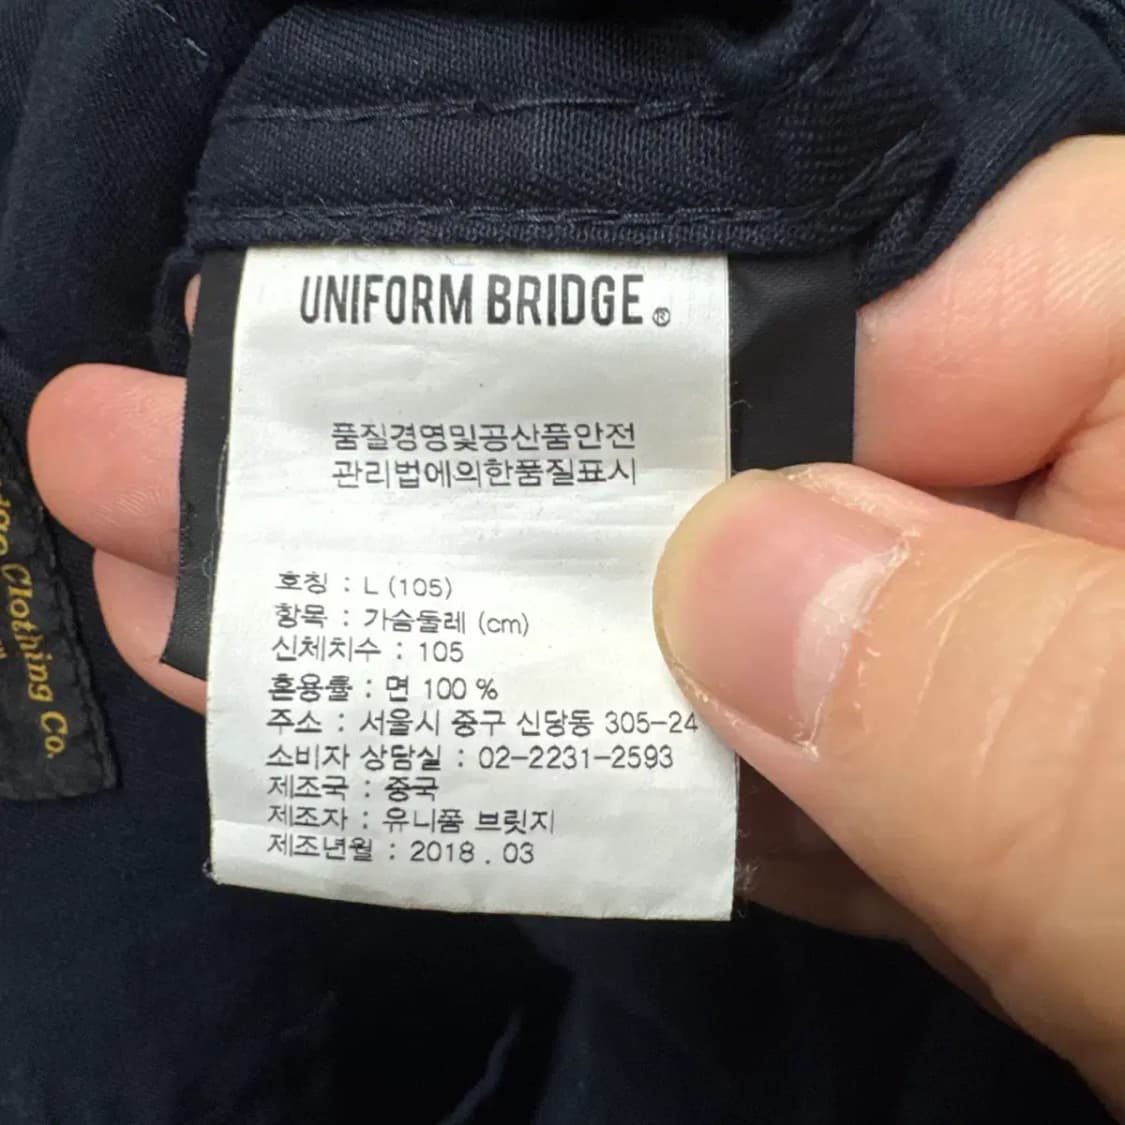 UNIFORM BRIDGE®
품질경영및공산품안전
관리법에의한품질표시
호칭 : L (105)
항목 : 가슴둘레 (cm)
신체치수 : 105
혼용률 : 면 100 %
주소 : 서울시 중구 신당동 305-24
소비자 상담실 : 02-2231-2593
제조국 : 중국
제조자 : 유니폼 브릿지
제조년월 : 2018 . 03
Clothing Co.